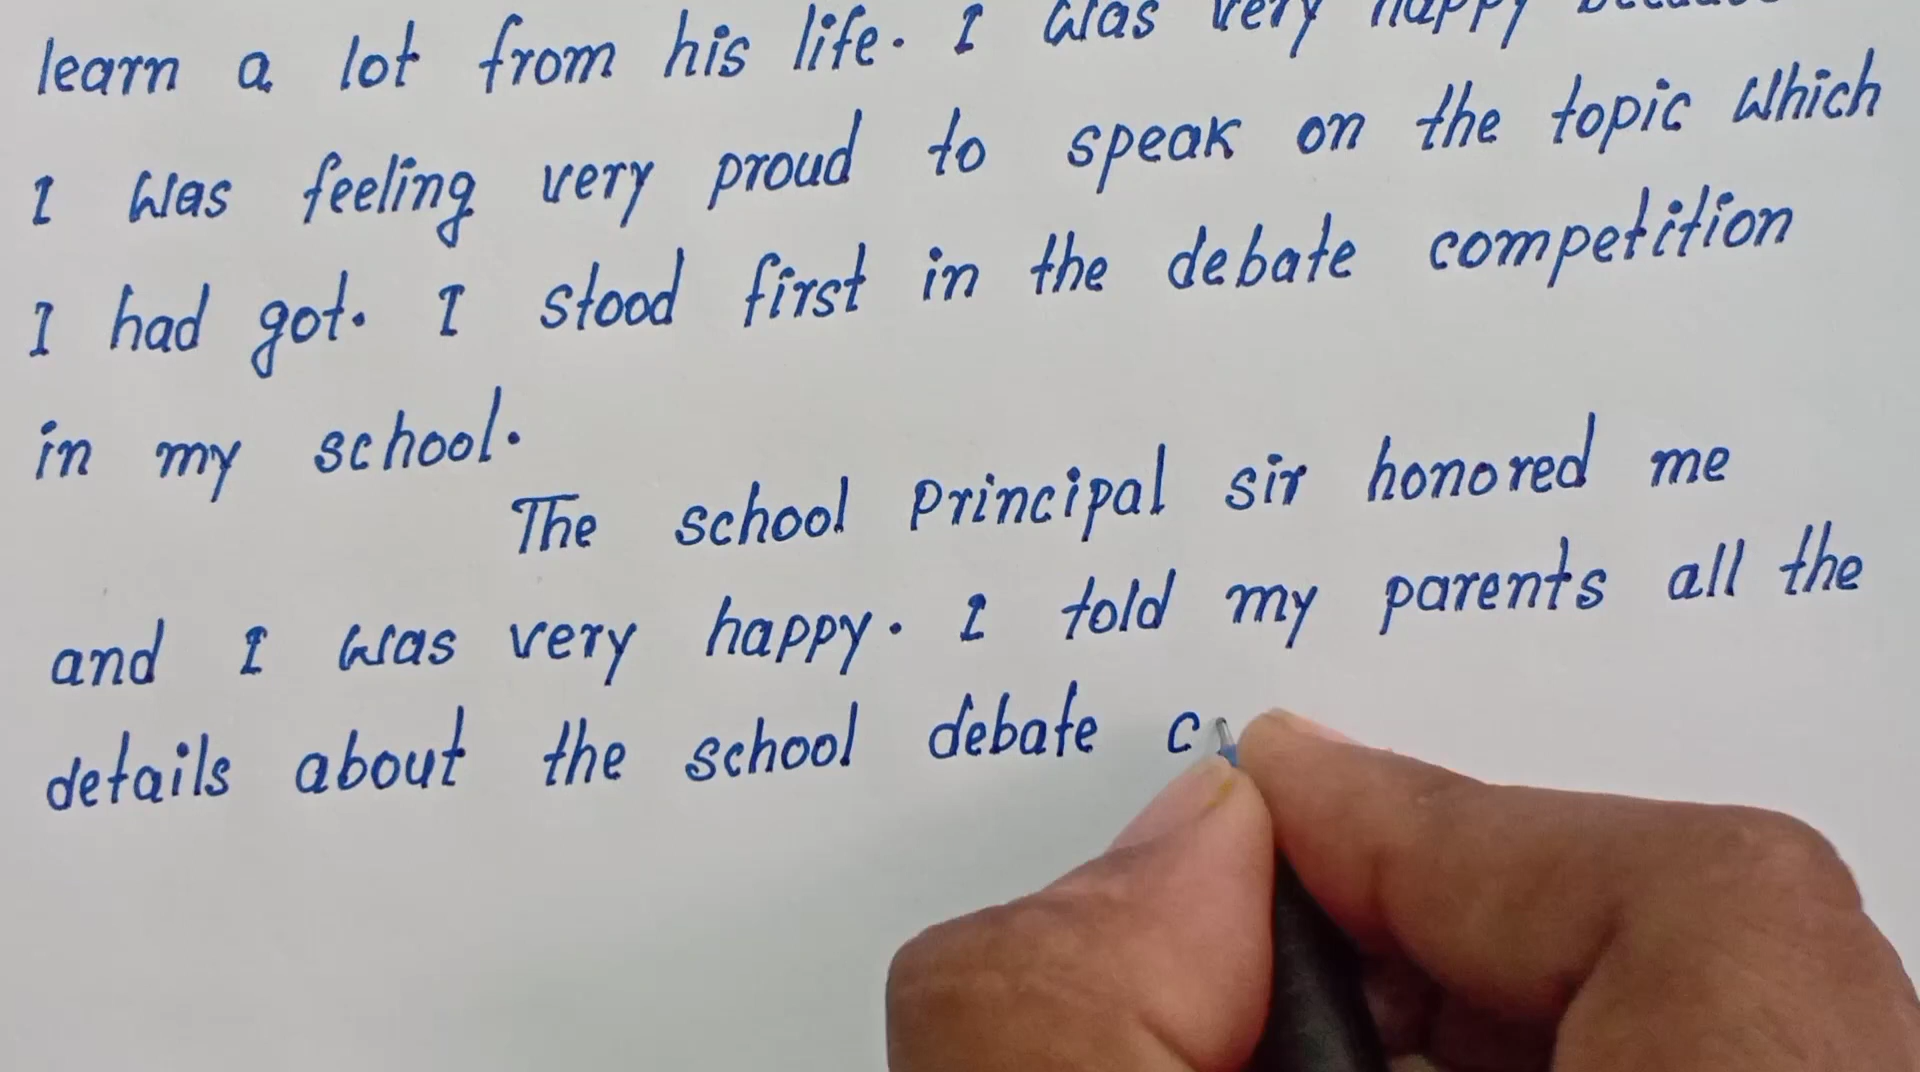 learn a lot from his life. I was very happy because
I was feeling very proud to speak on the topic which
I had got. I stood first in the debate competition
in my school.
The school Principal sir honored me
and I was very happy. I told my parents all the
details about the school debate c